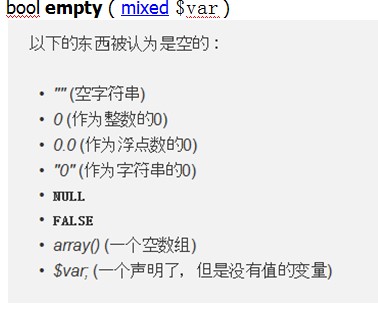 bool empty ( mixed $var )
以下的东西被认为是空的：
• "" (空字符串)
• 0 (作为整数的0)
• 0.0 (作为浮点数的0)
• "0" (作为字符串的0)
• NULL
• FALSE
• array() (一个空数组)
• $var; (一个声明了，但是没有值的变量)